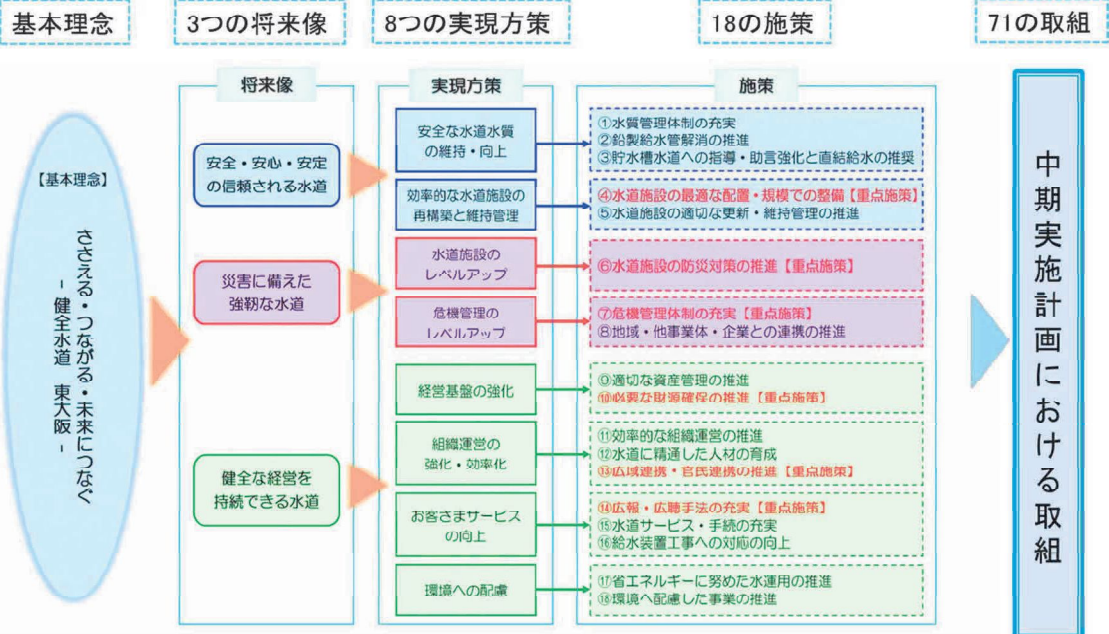 基本理念
3つの将来像
8つの実現方策
18の施策
71の取組
【基本理念】
ささえる・つながる・未来につなぐ
- 健全水道 東大阪 -
将来像
安全・安心・安定
の信頼される水道
災害に備えた
強靭な水道
健全な経営を
持続できる水道
実現方策
安全な水道水質
の維持・向上
効率的な水道施設の
再構築と維持管理
水道施設の
レベルアップ
危機管理の
レベルアップ
経営基盤の強化
組織運営の
強化・効率化
お客さまサービス
の向上
環境への配慮
施策
①水質管理体制の充実
②鉛製給水管解消の推進
③貯水槽水道への指導・助言強化と直結給水の推奨
④水道施設の最適な配置・規模での整備【重点施策】
⑤水道施設の適切な更新・維持管理の推進
⑥水道施設の防災対策の推進【重点施策】
⑦危機管理体制の充実【重点施策】
⑧地域・他事業体・企業との連携の推進
⑨適切な資産管理の推進
⑩必要な財源確保の推進【重点施策】
⑪効率的な組織運営の推進
⑫水道に精通した人材の育成
⑬広域連携・官民連携の推進【重点施策】
⑭広報・広聴手法の充実【重点施策】
⑮水道サービス・手続の充実
⑯給水装置工事への対応の向上
⑰省エネルギーに努めた水運用の推進
⑱環境へ配慮した事業の推進
中期実施計画における取組